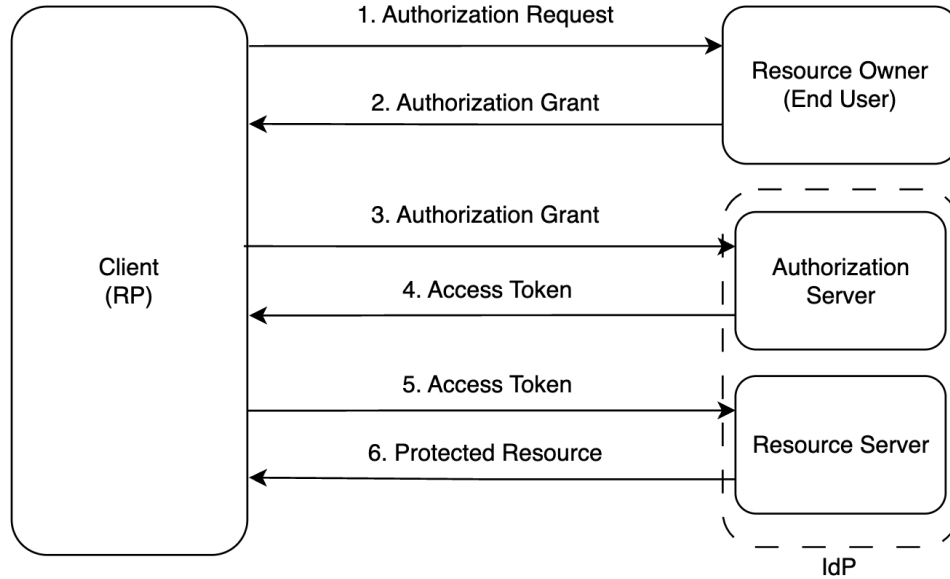 1. Authorization Request
Resource Owner
(End User)
2. Authorization Grant
3. Authorization Grant
Client
(RP)
Authorization
Server
4. Access Token
5. Access Token
Resource Server
6. Protected Resource
IdP